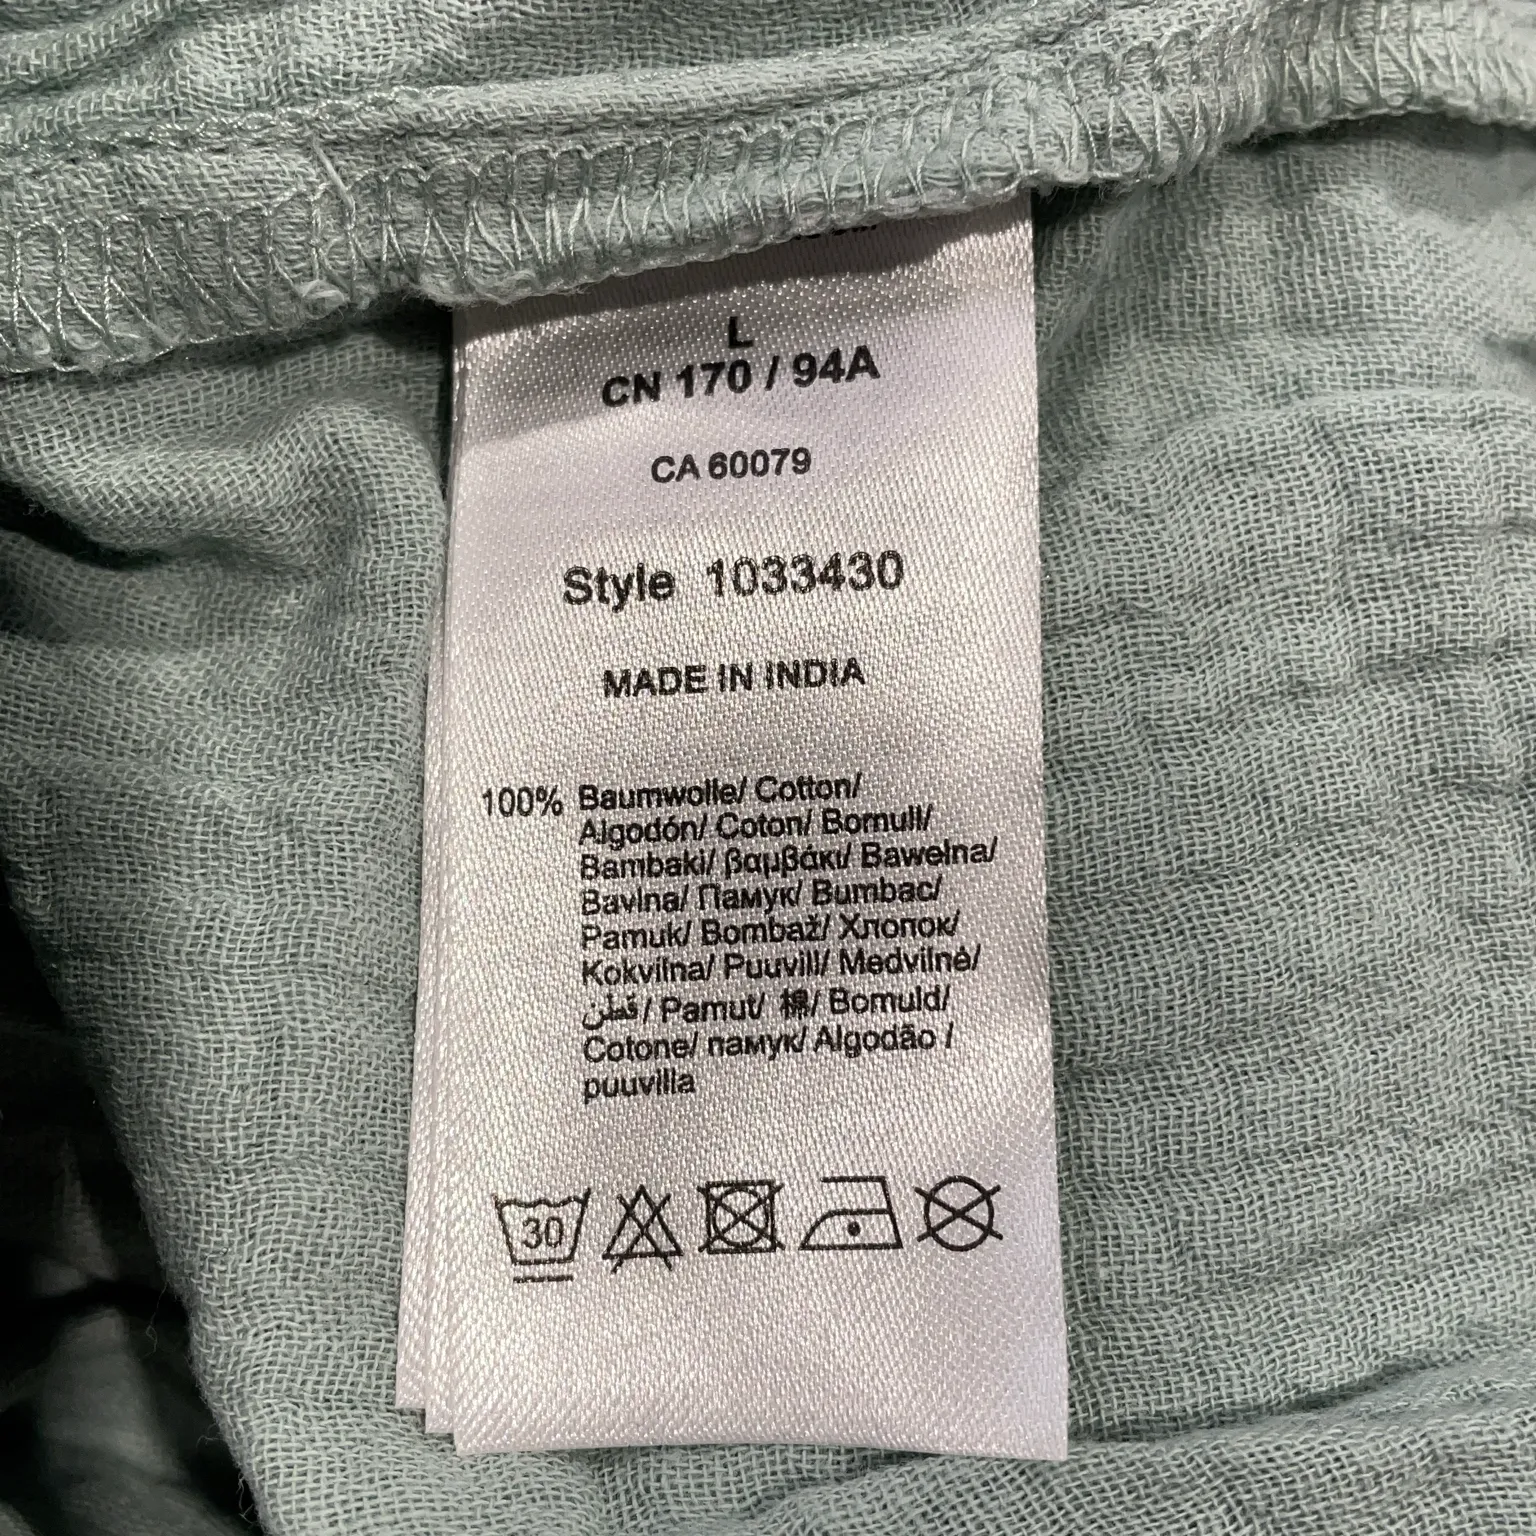 L
CN 170 / 94A
CA 60079
Style 1033430
MADE IN INDIA
100% Baumwolle/ Cotton/
Algodón/ Coton/ Bomull/
Bambaki/ βαμβάκι/ Bawełna/
Bavlna/ Памук/ Bumbac/
Pamuk/ Bombaž/ Хлопок/
Kokvilna/ Puuvill/ Medvilnė/
قطن/ Pamut/ 棉/ Bomuld/
Cotone/ памук/ Algodão /
puuvilla
30